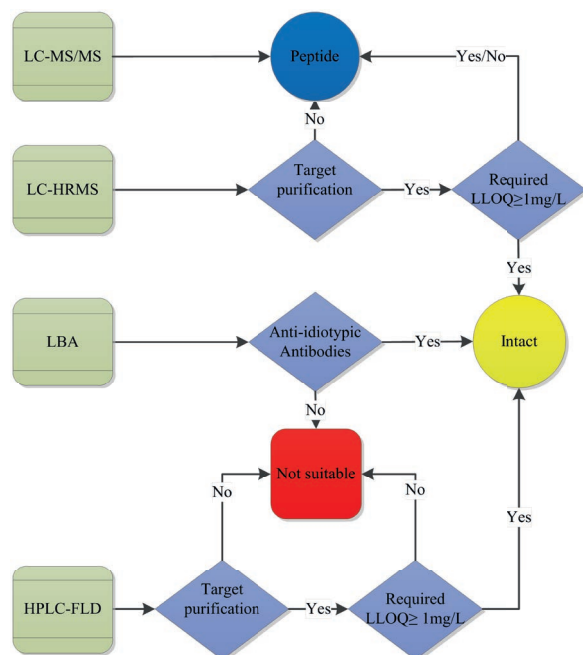 LC-MS/MS
Peptide
Yes/No
No
LC-HRMS
Target
purification
Yes
Required
LLOQ≥1mg/L
Yes
LBA
Anti-idiotypic
Antibodies
Yes
Intact
No
Not suitable
No
No
Yes
HPLC-FLD
Target
purification
Yes
Required
LLOQ≥ 1mg/L